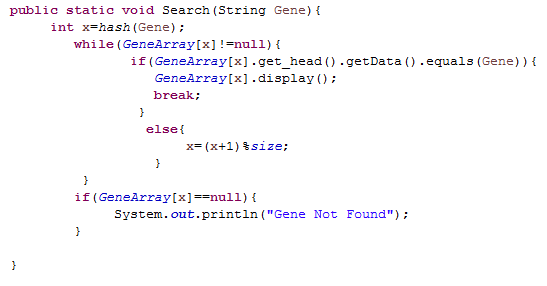 public static void Search(String Gene){
int x=hash(Gene);
while(GeneArray[x]!=null){
if(GeneArray[x].get_head().getData().equals(Gene)){
GeneArray[x].display();
break;
}
else{
x=(x+1)%size;
}
}
if(GeneArray[x]==null){
System.out.println("Gene Not Found");
}
}